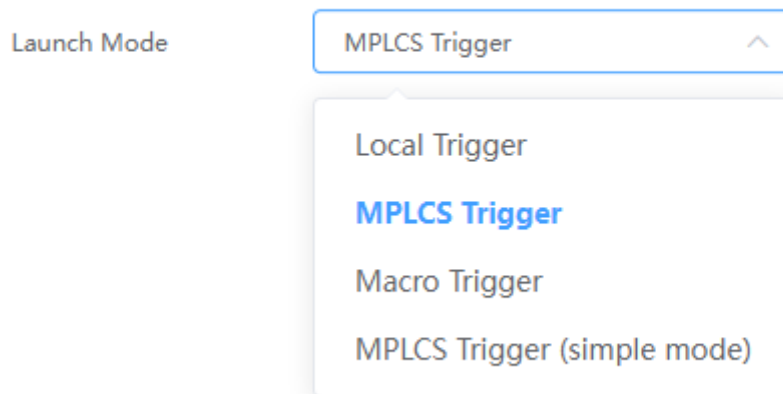 Launch Mode MPLCS Trigger
Local Trigger
MPLCS Trigger
Macro Trigger
MPLCS Trigger (simple mode)